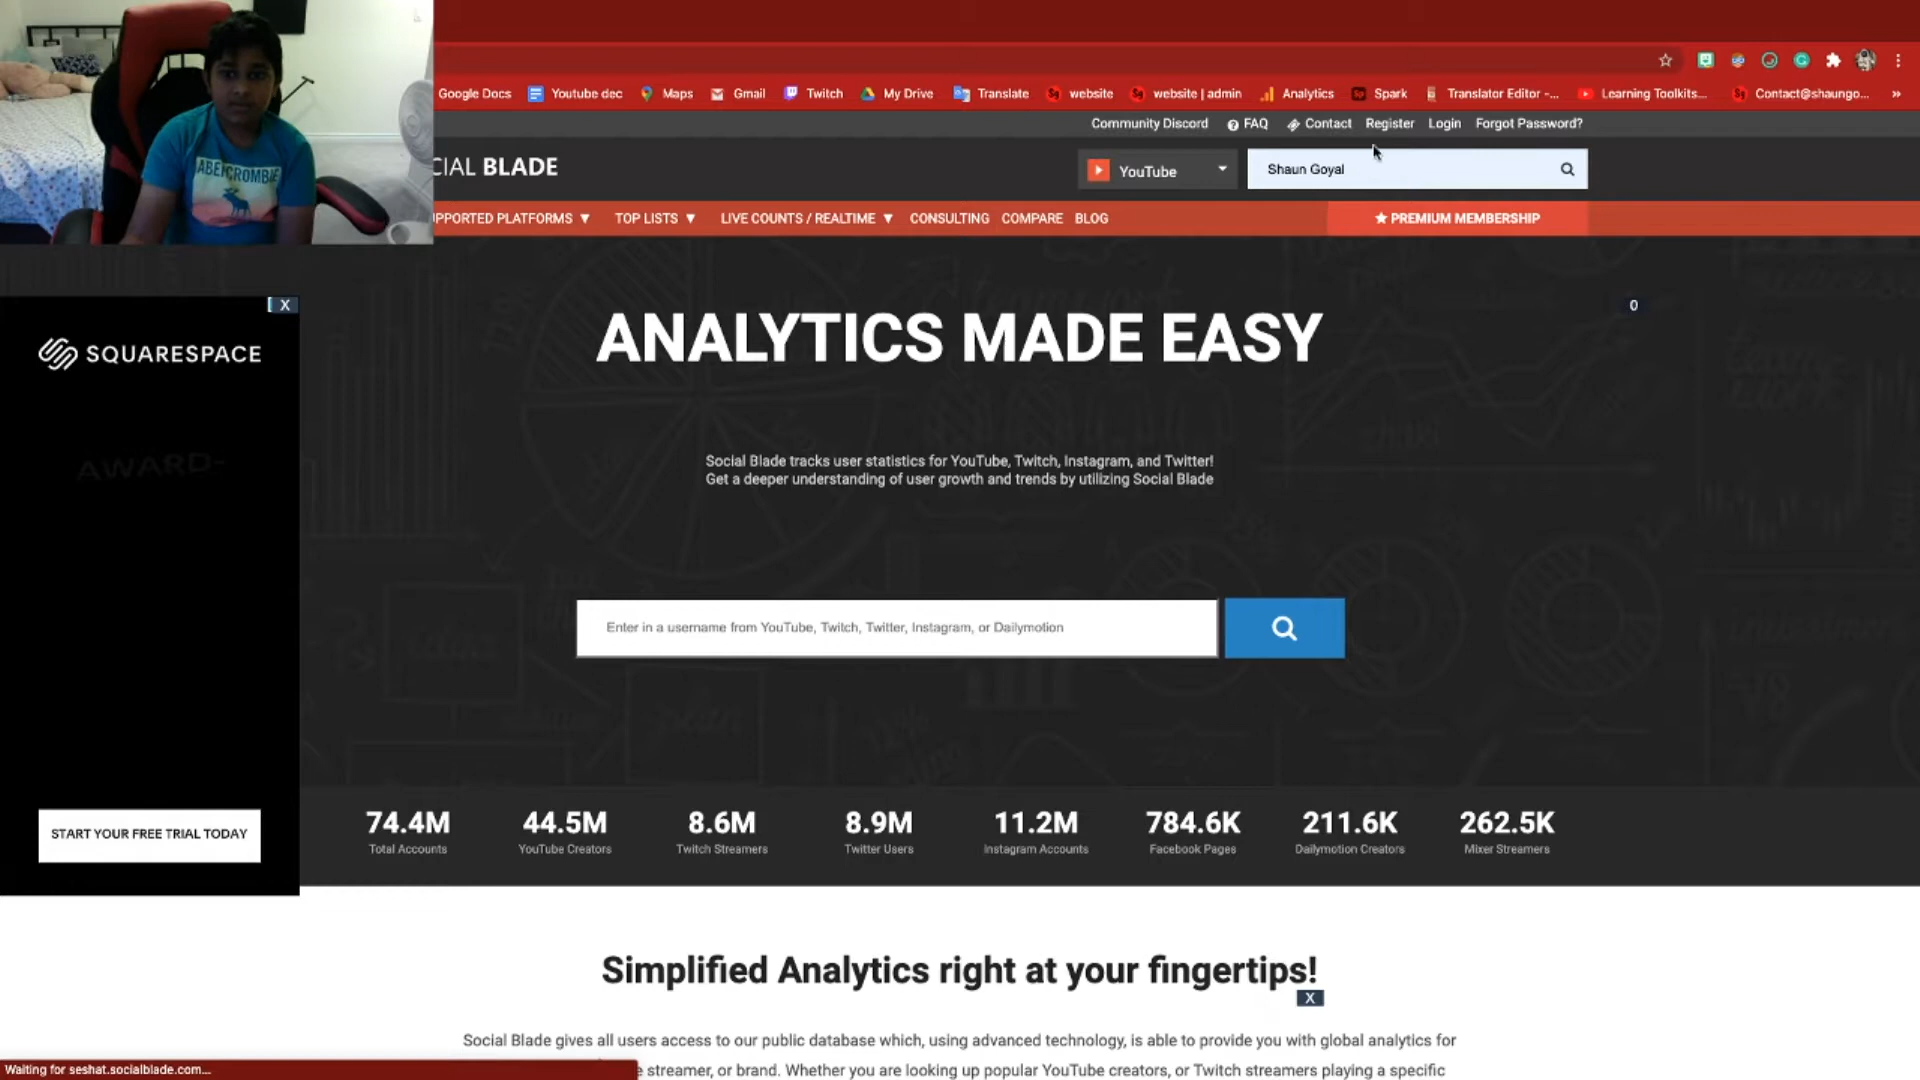 Google Docs Youtube dec Maps Gmail Twitch My Drive Translate website website | admin Analytics Spark Translator Editor -... Learning Toolkits... Contact@shaungo... »
Community Discord FAQ Contact Register Login Forgot Password?
CIAL BLADE YouTube Shaun Goyal
PPORTED PLATFORMS ▼ TOP LISTS ▼ LIVE COUNTS / REALTIME ▼ CONSULTING COMPARE BLOG ★ PREMIUM MEMBERSHIP
ABERCROMBIE
X
0
SQUARESPACE
ANALYTICS MADE EASY
AWARD-
Social Blade tracks user statistics for YouTube, Twitch, Instagram, and Twitter!
Get a deeper understanding of user growth and trends by utilizing Social Blade
Enter in a username from YouTube, Twitch, Twitter, Instagram, or Dailymotion
START YOUR FREE TRIAL TODAY
74.4M 44.5M 8.6M 8.9M 11.2M 784.6K 211.6K 262.5K
Total Accounts YouTube Creators Twitch Streamers Twitter Users Instagram Accounts Facebook Pages Dailymotion Creators Mixer Streamers
Simplified Analytics right at your fingertips!
X
Social Blade gives all users access to our public database which, using advanced technology, is able to provide you with global analytics for
Waiting for seshat.socialblade.com...
e streamer, or brand. Whether you are looking up popular YouTube creators, or Twitch streamers playing a specific